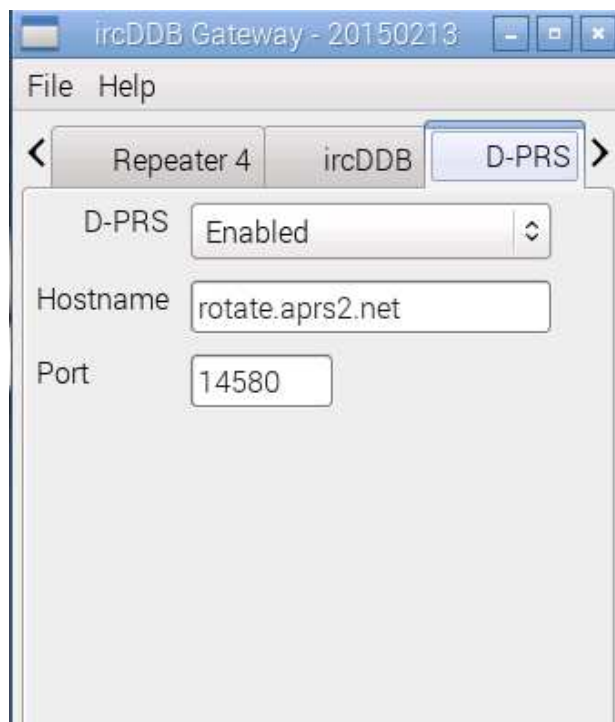 ircDDB Gateway - 20150213
File Help
Repeater 4 ircDDB D-PRS
D-PRS Enabled
Hostname rotate.aprs2.net
Port 14580